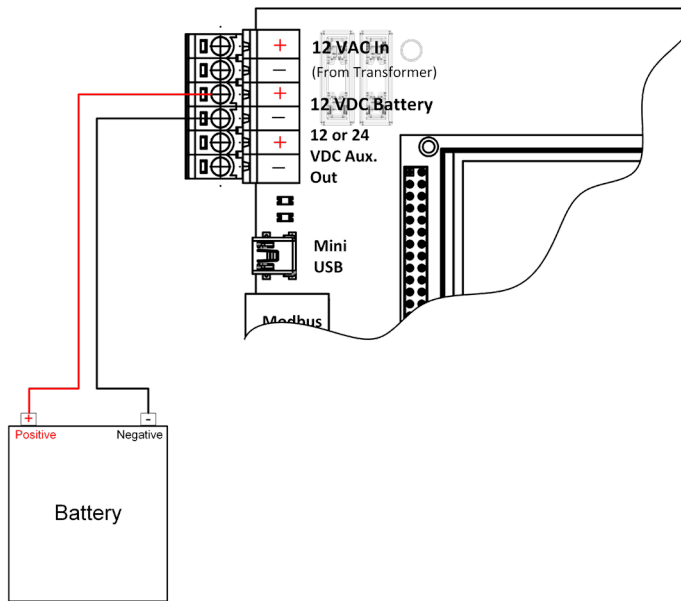 + 12 VAC In
− (From Transformer)
+ 12 VDC Battery
−
+ 12 or 24
VDC Aux.
− Out
Mini
USB
Modbus
+ -
Positive Negative
Battery